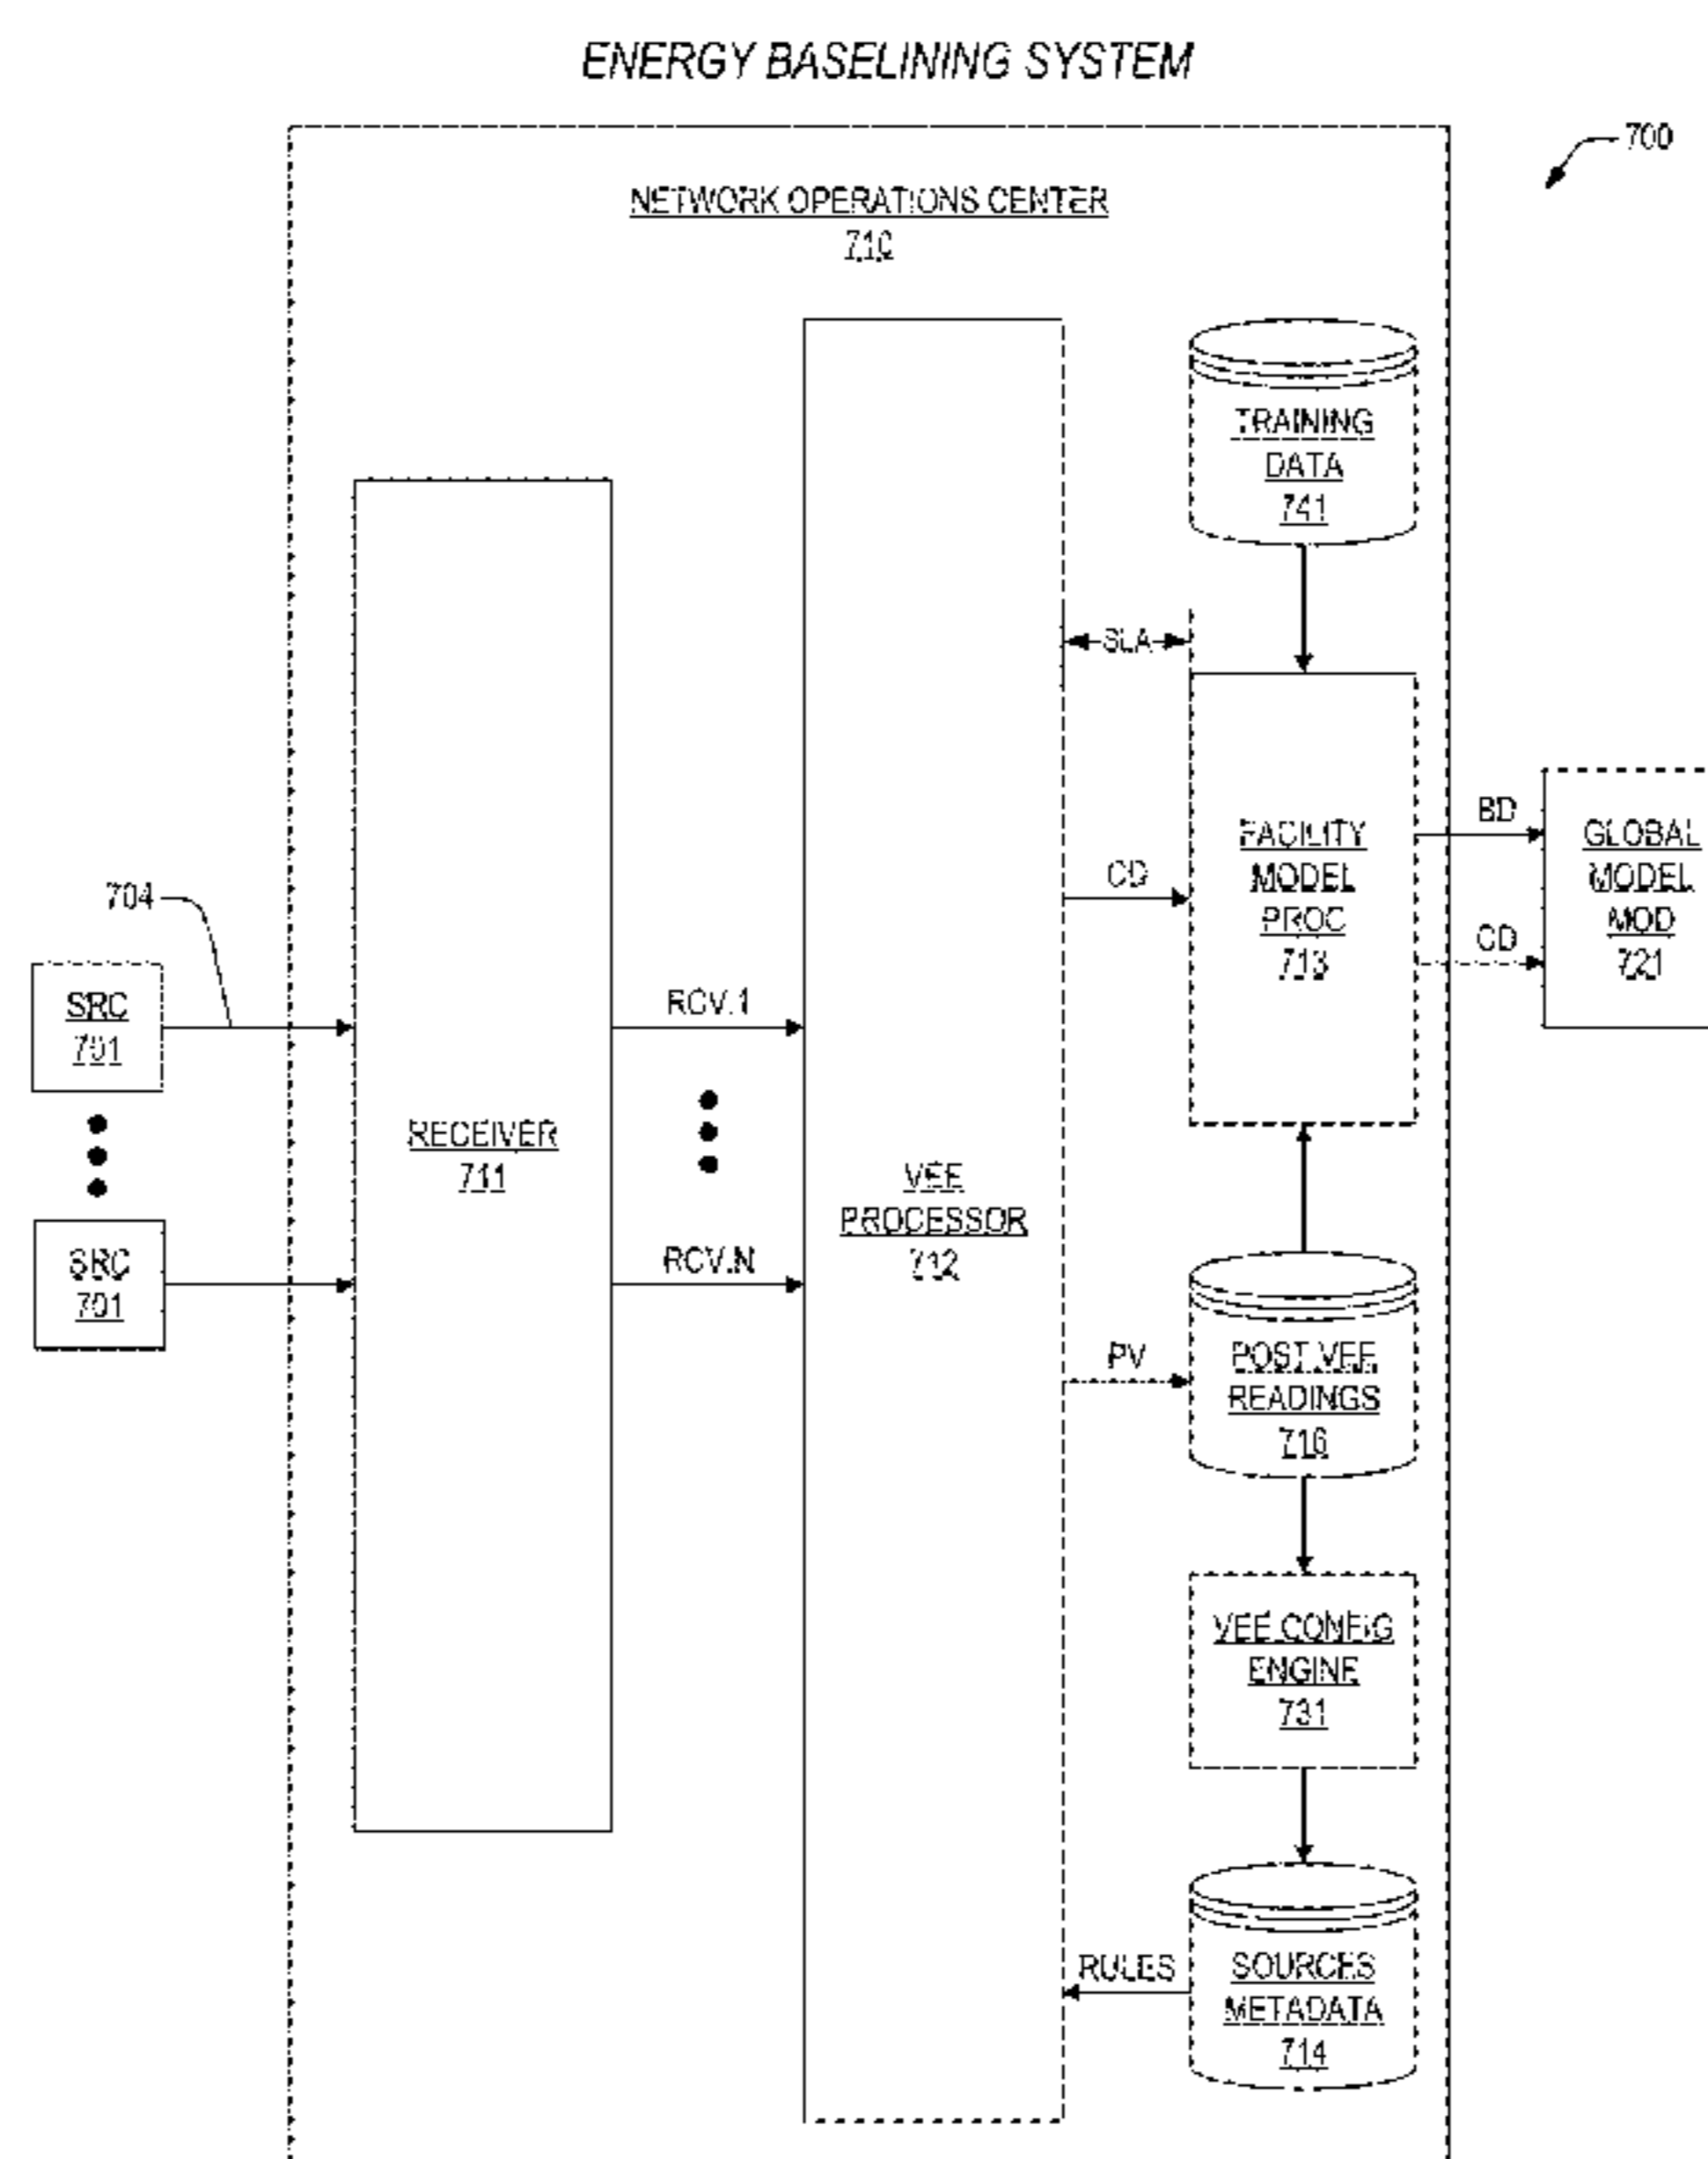 ENERGY BASELINING SYSTEM
700
NETWORK OPERATIONS CENTER
710
TRAINING
DATA
741
SLA
FACILITY
MODEL
PROC
713
CD
BD
CD
GLOBAL
MODEL
MOD
721
704
SRC
701
SRC
701
RECEIVER
711
RCV.1
RCV.N
VEE
PROCESSOR
712
PV
POST VEE
READINGS
716
VEE CONFIG
ENGINE
731
RULES
SOURCES
METADATA
714